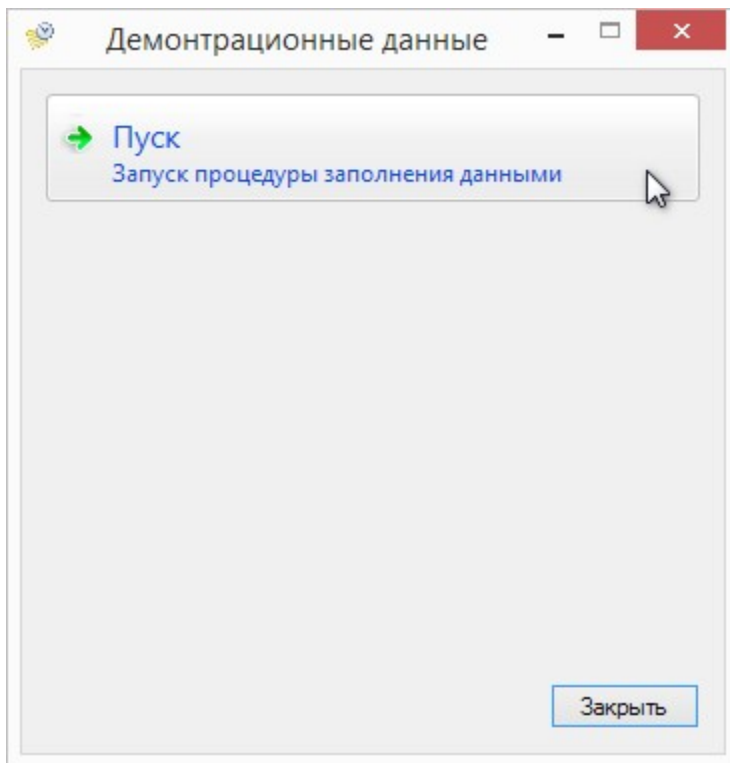 Демонтрационные данные
Пуск
Запуск процедуры заполнения данными
Закрыть